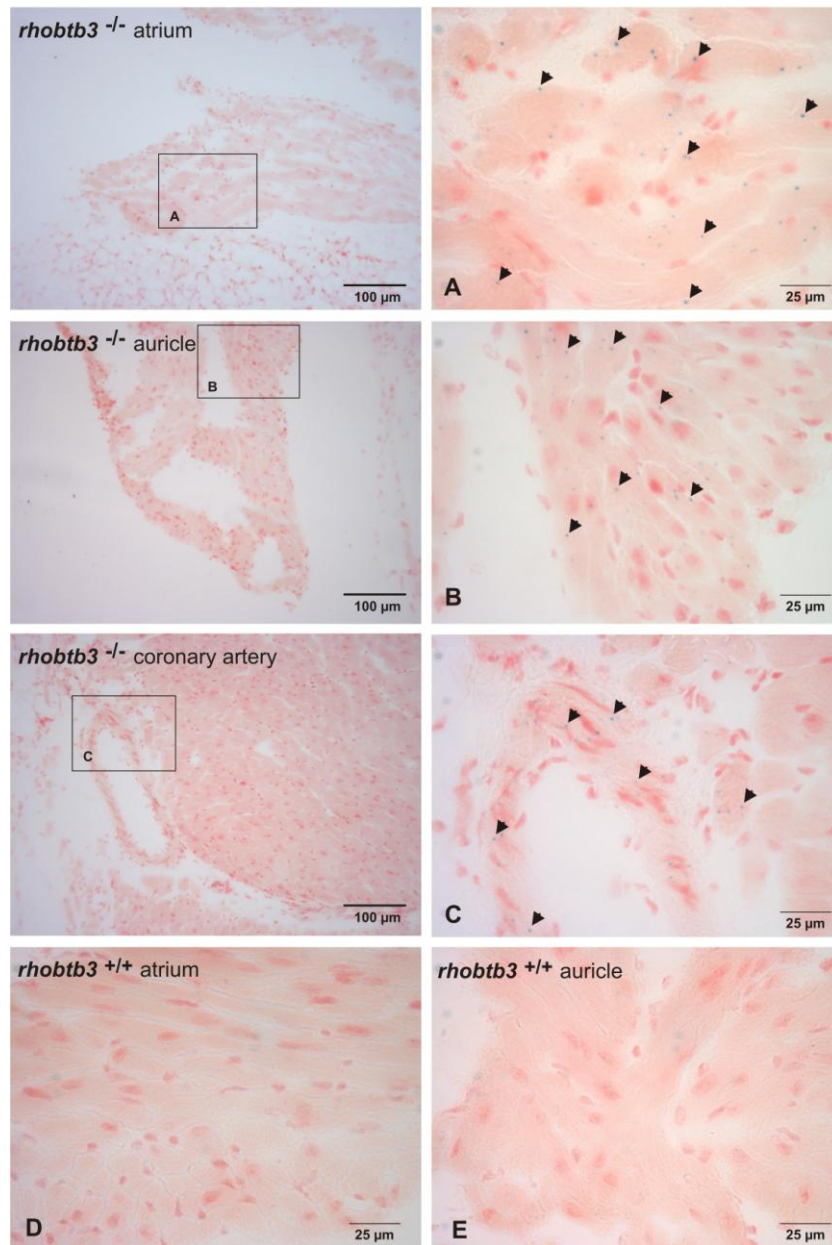 rhobtb3 -/- atrium
A
100 µm
A
25 µm
rhobtb3 -/- auricle
B
100 µm
B
25 µm
rhobtb3 -/- coronary artery
C
100 µm
C
25 µm
rhobtb3 +/+ atrium
D
25 µm
rhobtb3 +/+ auricle
E
25 µm